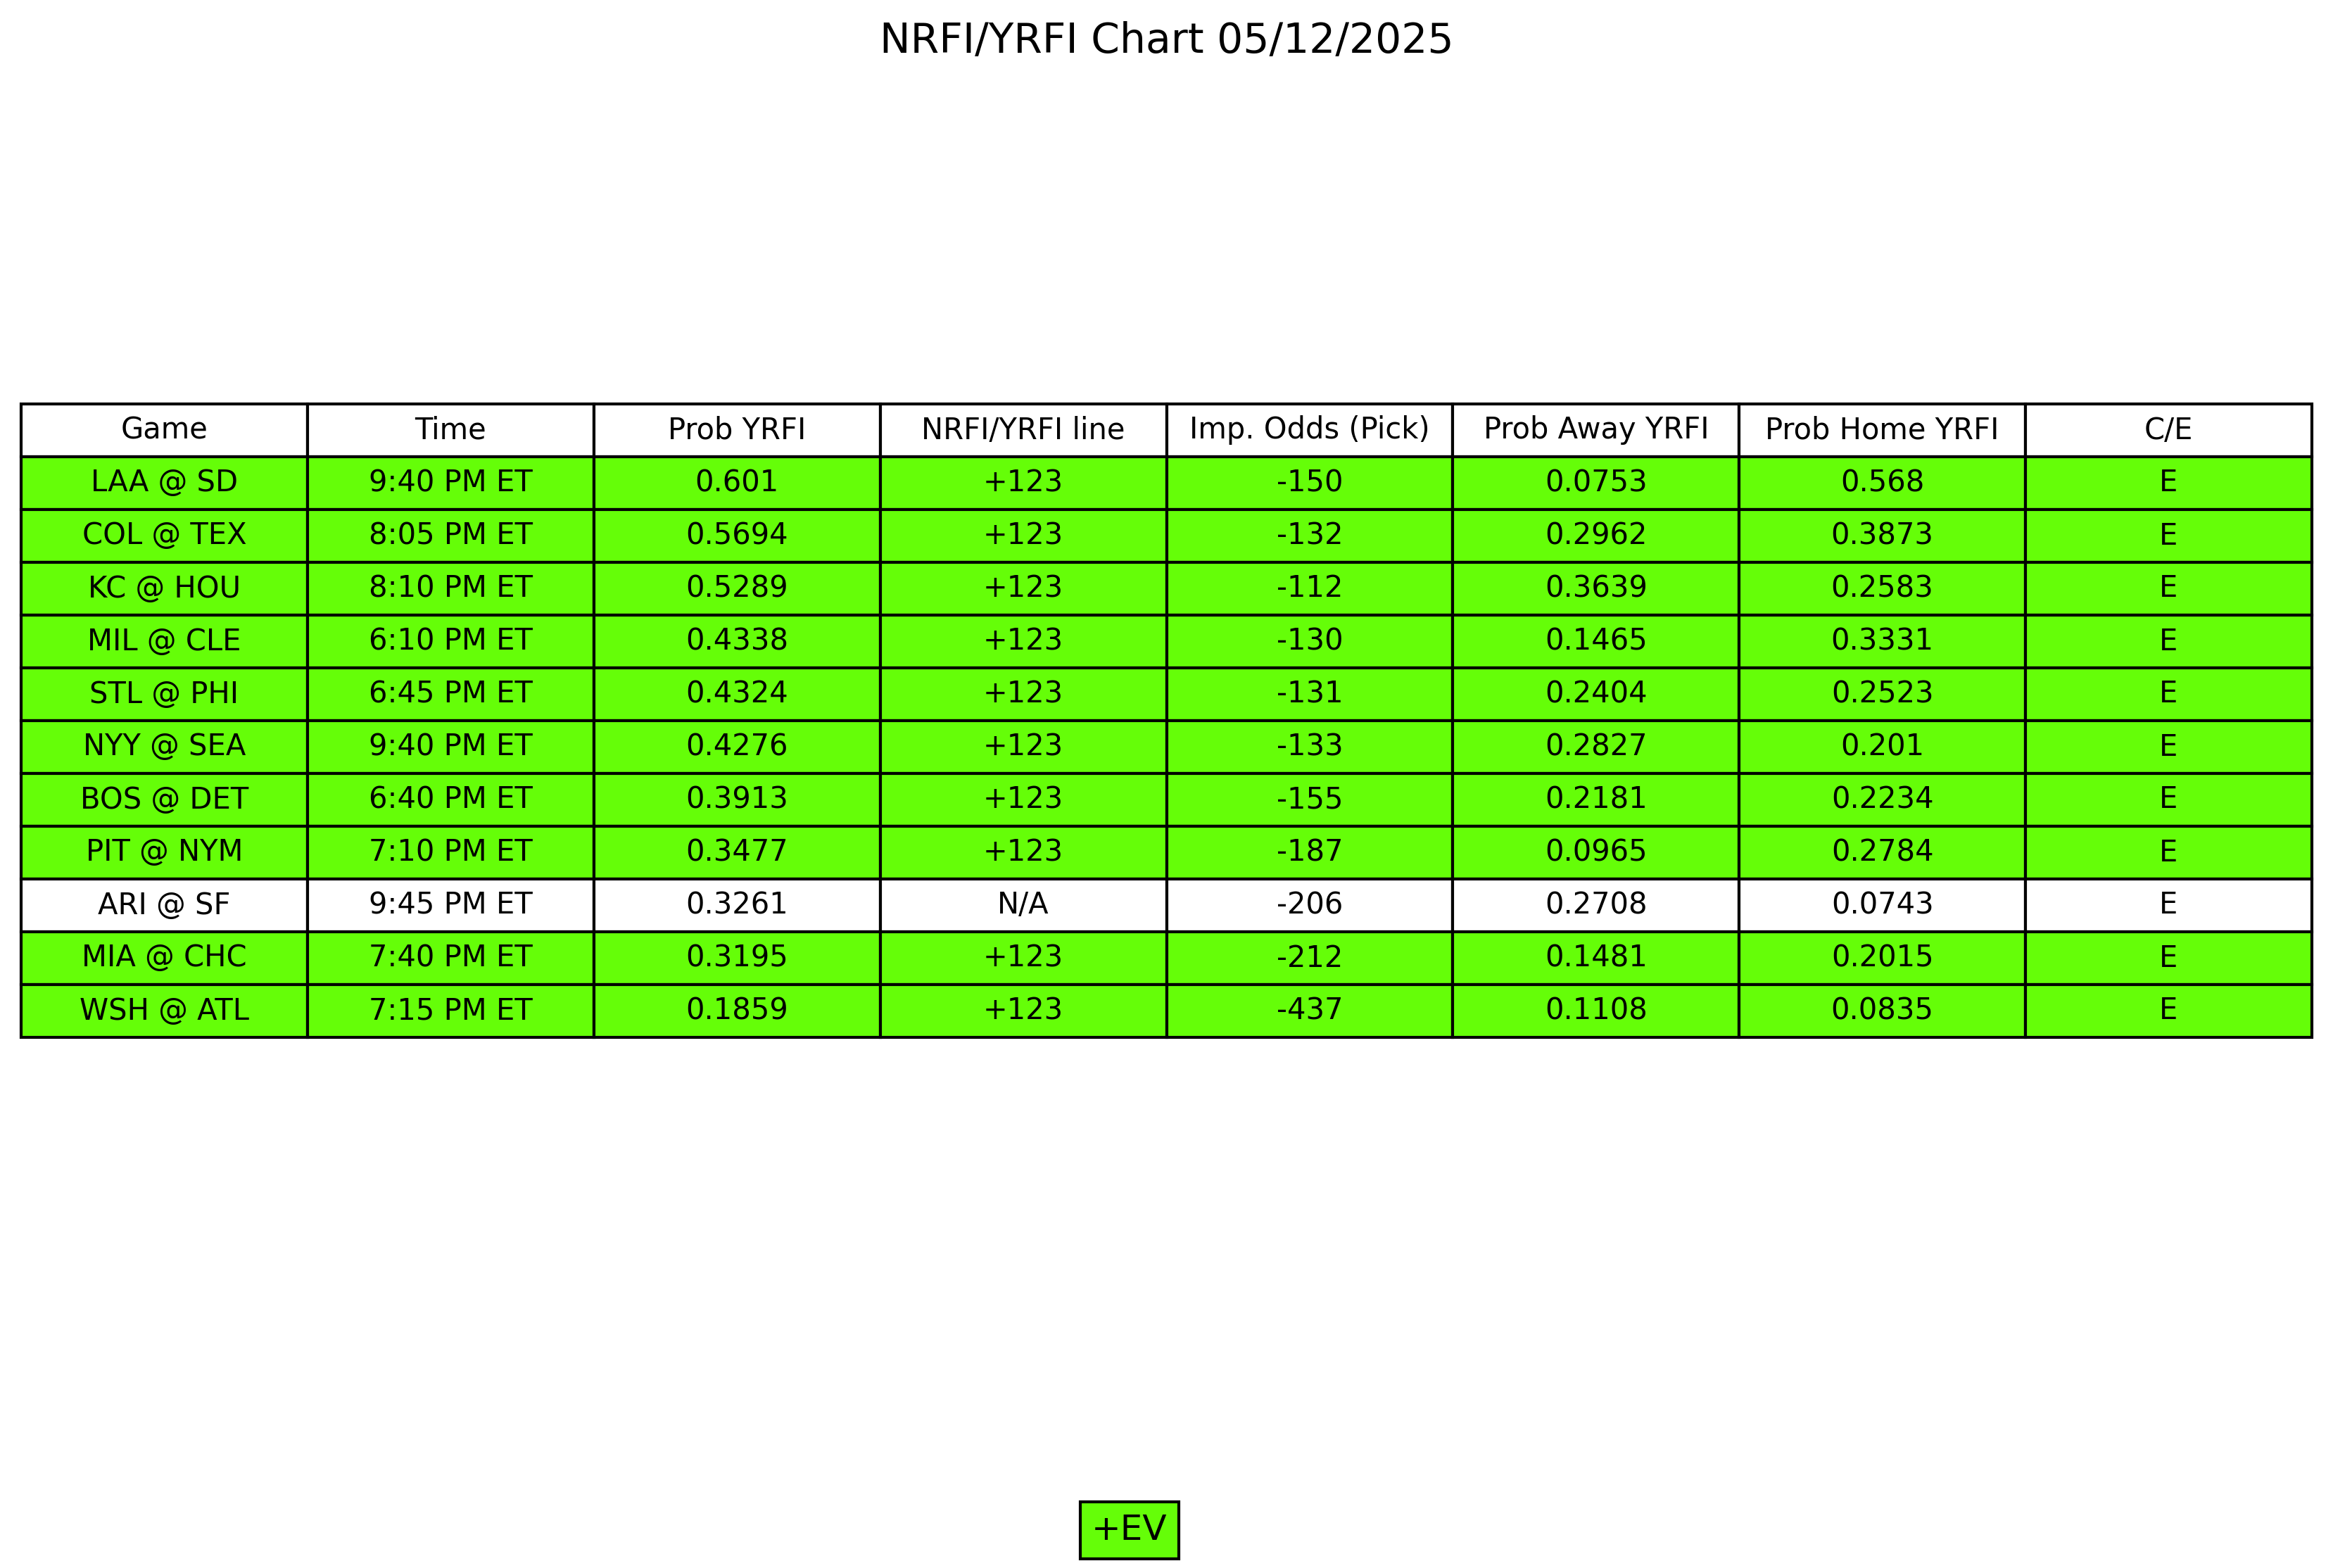 NRFI/YRFI Chart 05/12/2025
Game Time Prob YRFI NRFI/YRFI line Imp. Odds (Pick) Prob Away YRFI Prob Home YRFI C/E
LAA @ SD 9:40 PM ET 0.601 +123 -150 0.0753 0.568 E
COL @ TEX 8:05 PM ET 0.5694 +123 -132 0.2962 0.3873 E
KC @ HOU 8:10 PM ET 0.5289 +123 -112 0.3639 0.2583 E
MIL @ CLE 6:10 PM ET 0.4338 +123 -130 0.1465 0.3331 E
STL @ PHI 6:45 PM ET 0.4324 +123 -131 0.2404 0.2523 E
NYY @ SEA 9:40 PM ET 0.4276 +123 -133 0.2827 0.201 E
BOS @ DET 6:40 PM ET 0.3913 +123 -155 0.2181 0.2234 E
PIT @ NYM 7:10 PM ET 0.3477 +123 -187 0.0965 0.2784 E
ARI @ SF 9:45 PM ET 0.3261 N/A -206 0.2708 0.0743 E
MIA @ CHC 7:40 PM ET 0.3195 +123 -212 0.1481 0.2015 E
WSH @ ATL 7:15 PM ET 0.1859 +123 -437 0.1108 0.0835 E
+EV